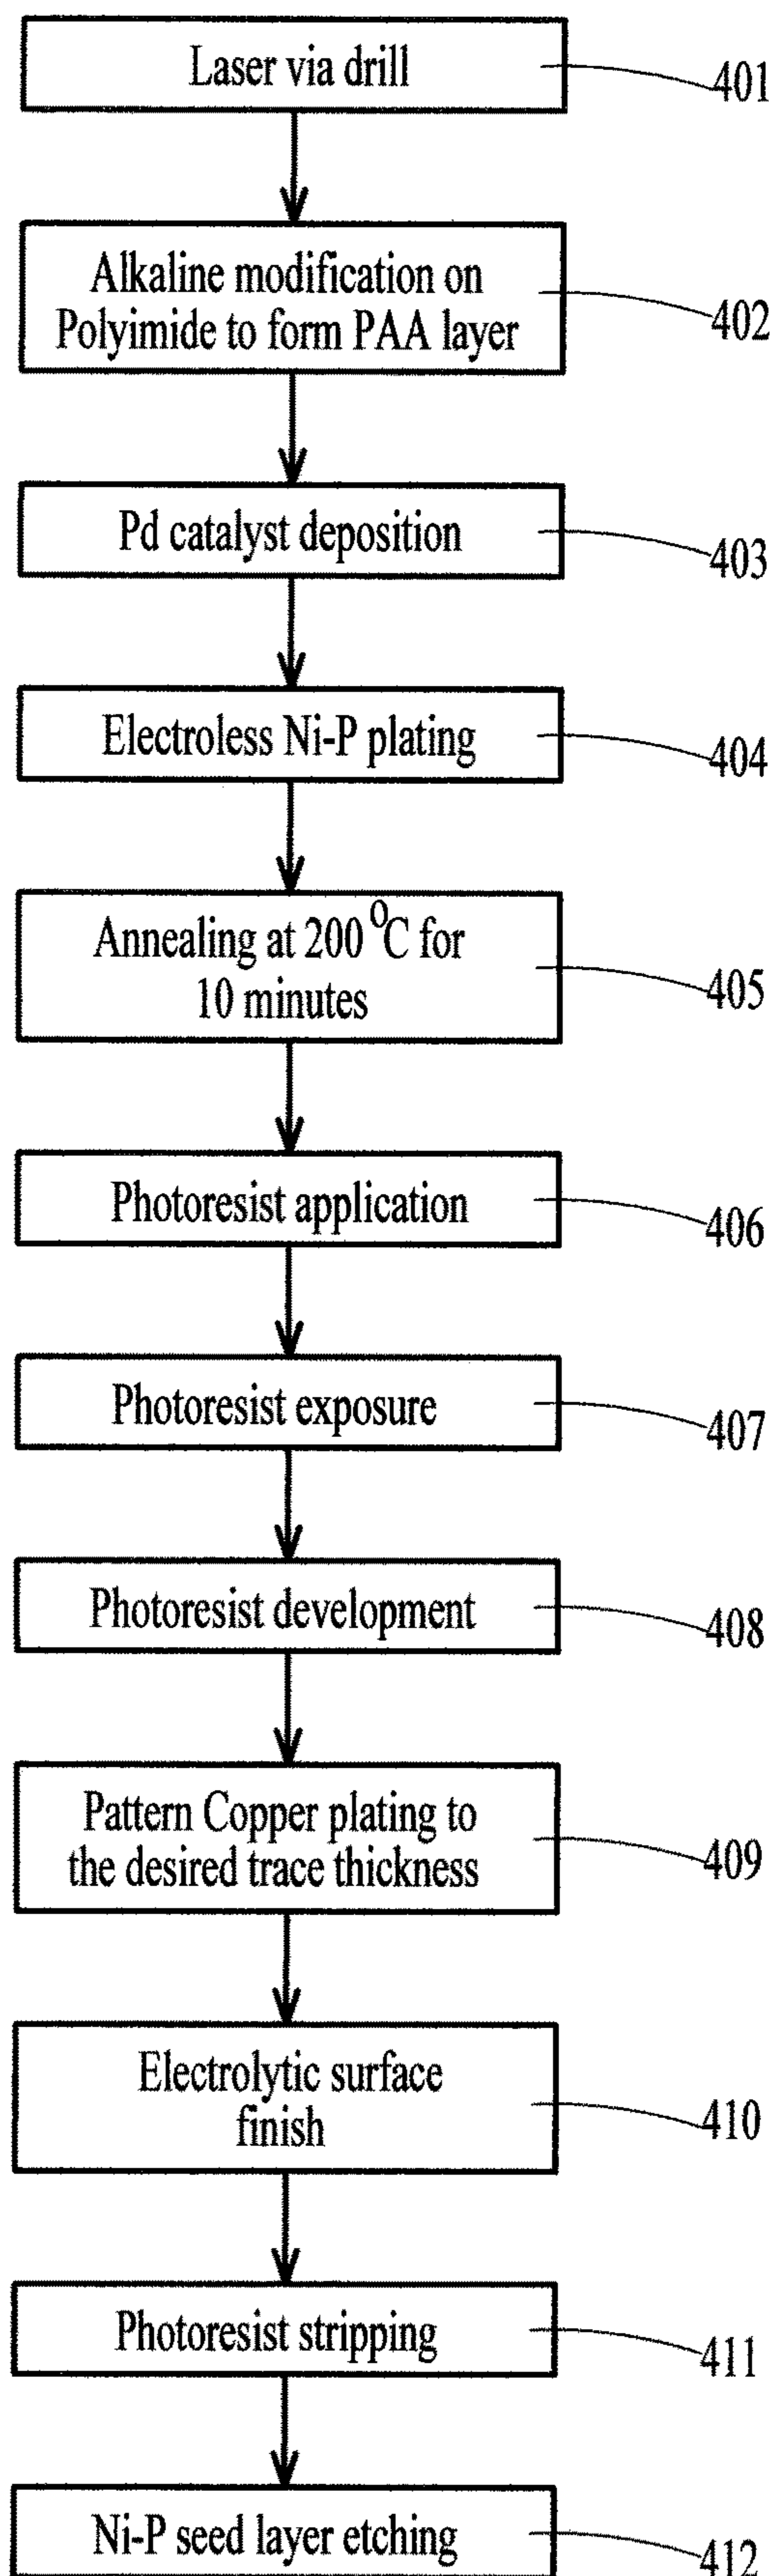 Laser via drill
401
Alkaline modification on
Polyimide to form PAA layer
402
Pd catalyst deposition
403
Electroless Ni-P plating
404
Annealing at 200 °C for
10 minutes
405
Photoresist application
406
Photoresist exposure
407
Photoresist development
408
Pattern Copper plating to
the desired trace thickness
409
Electrolytic surface
finish
410
Photoresist stripping
411
Ni-P seed layer etching
412